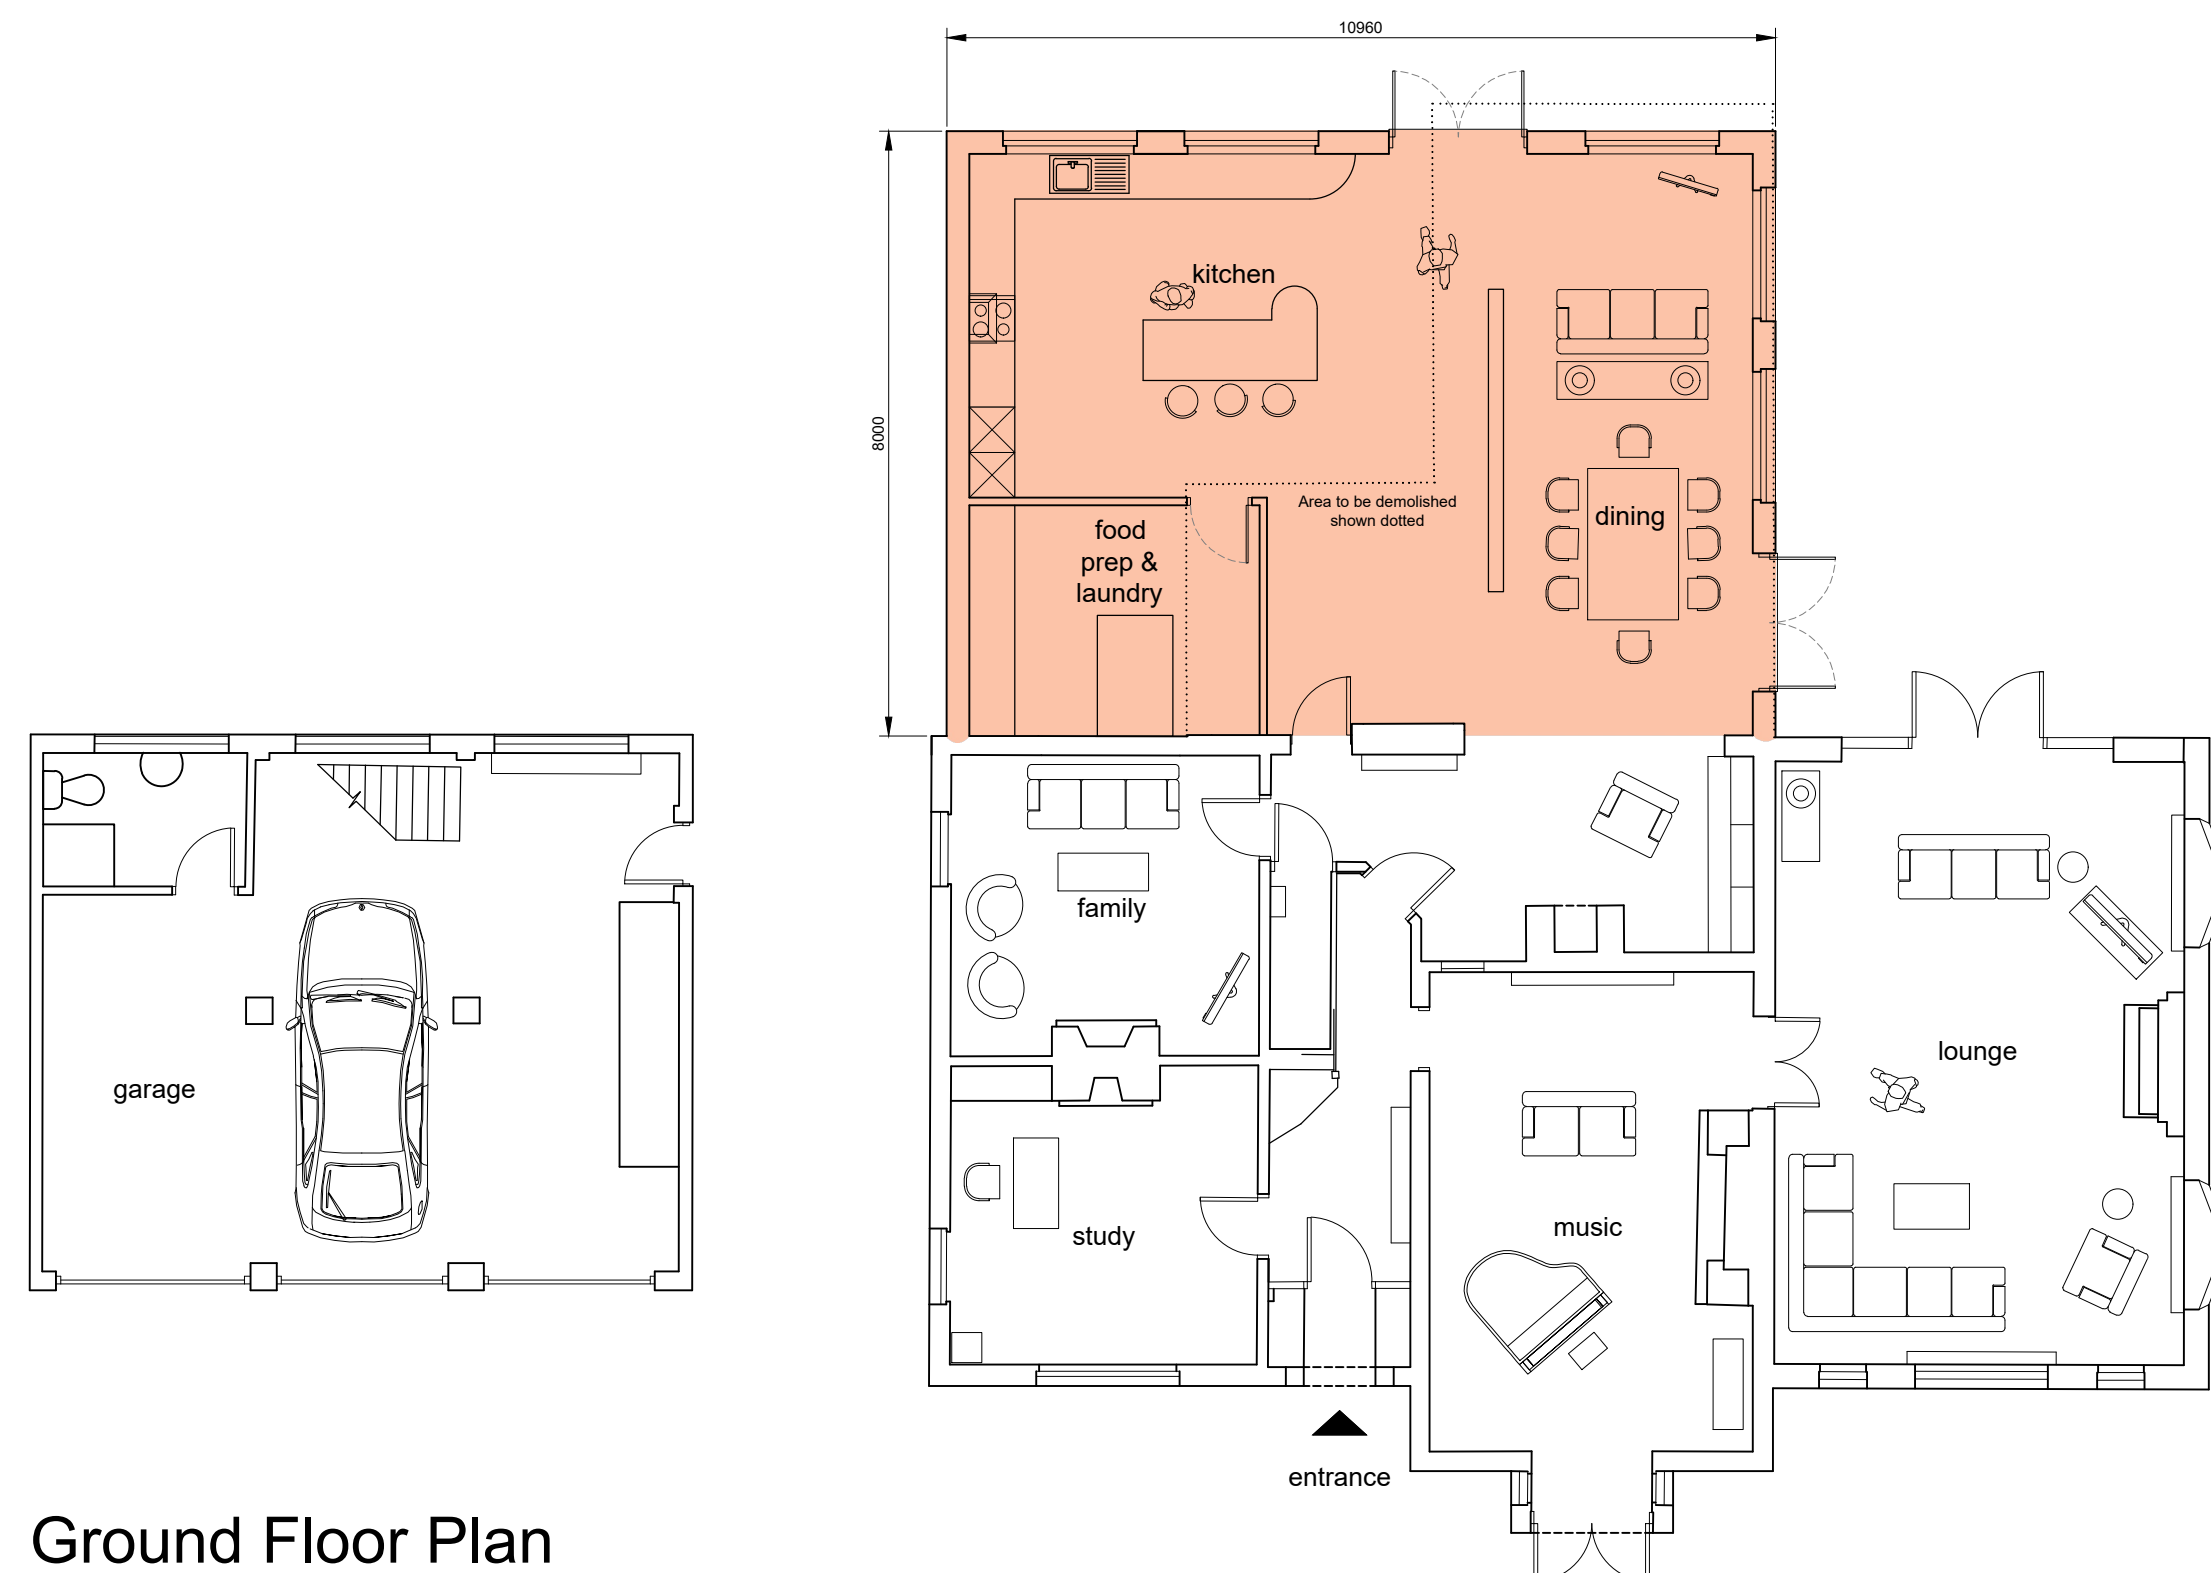 10960
8000
kitchen
Area to be demolished
shown dotted
dining
food
prep &
laundry
family
garage
lounge
study
music
entrance
Ground Floor Plan